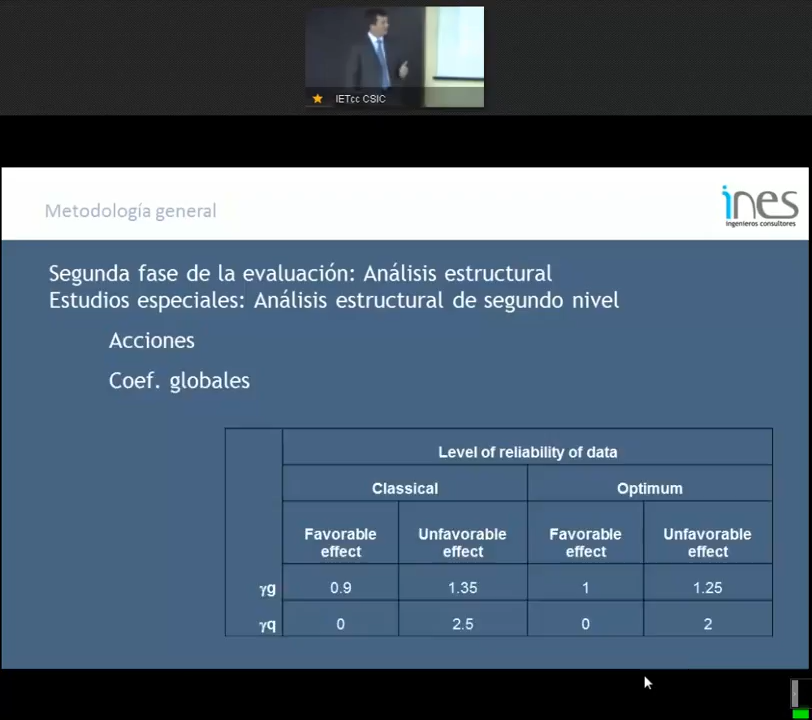 IETcc CSIC
Metodología general
ines
ingenieros consultores
Segunda fase de la evaluación: Análisis estructural
Estudios especiales: Análisis estructural de segundo nivel
Acciones
Coef. globales
Level of reliability of data
Classical Optimum
Favorable effect Unfavorable effect Favorable effect Unfavorable effect
γg 0.9 1.35 1 1.25
γq 0 2.5 0 2